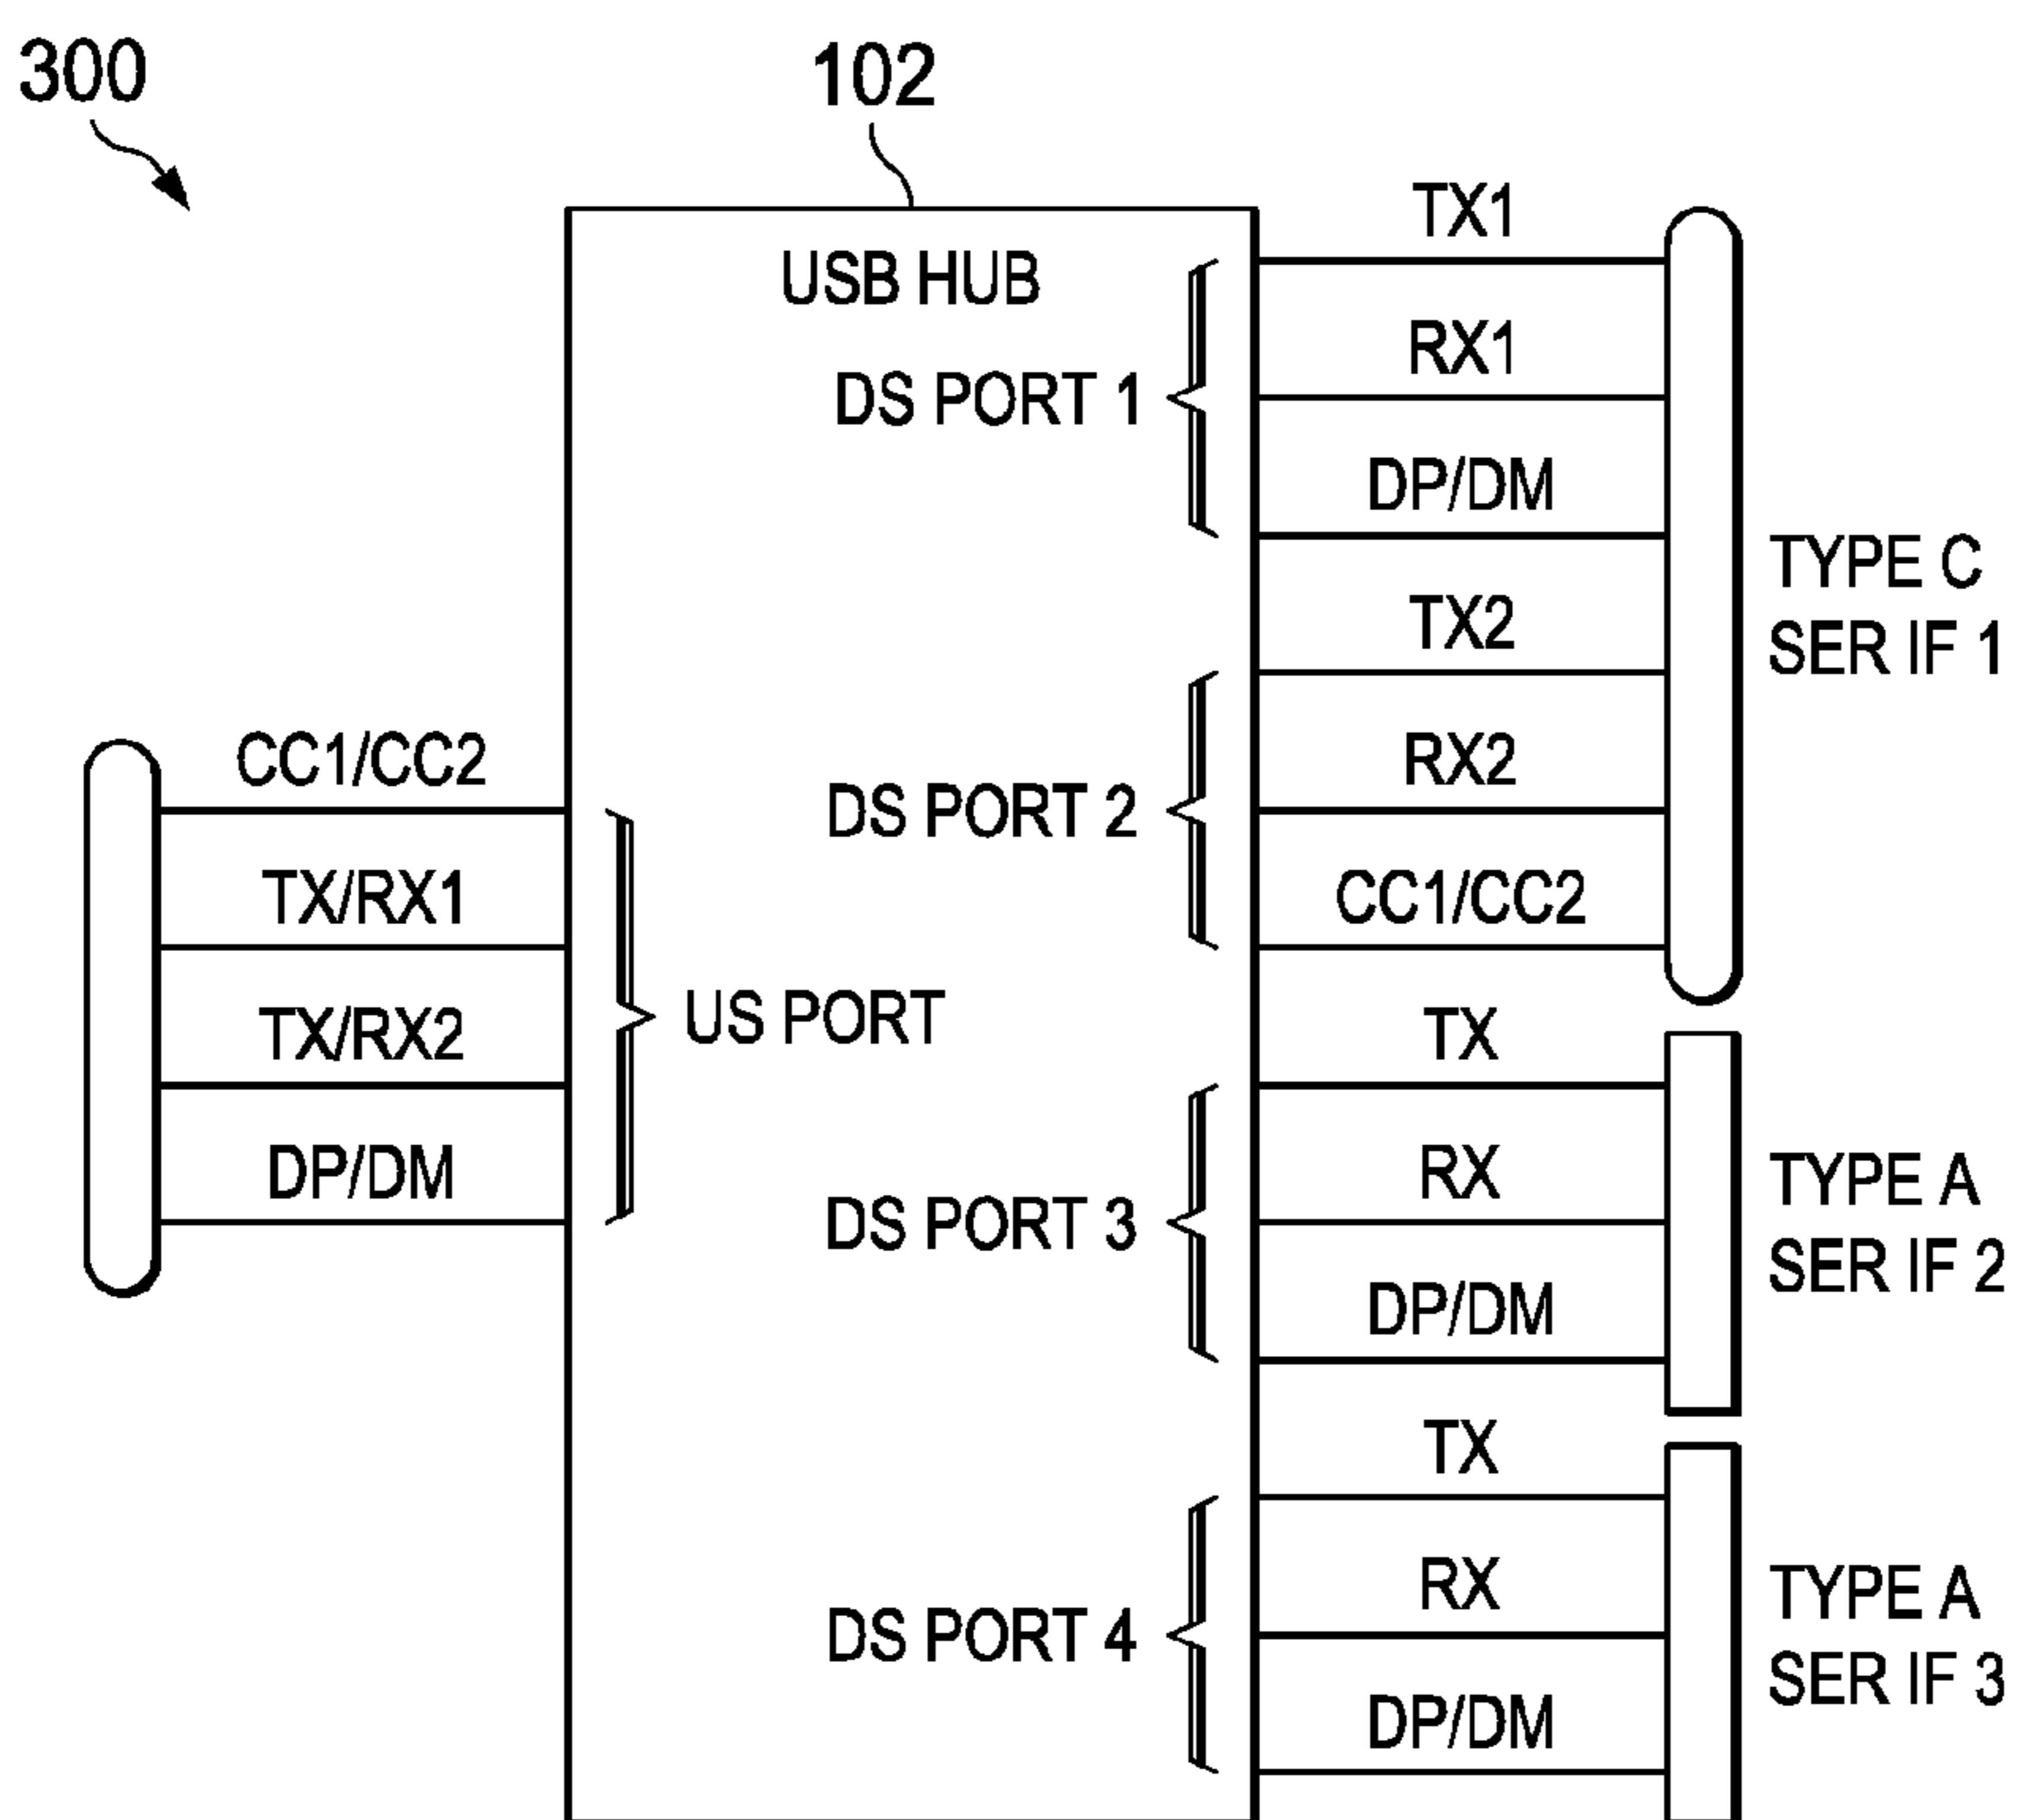 300
102
USB HUB
TX1
RX1
DS PORT 1
DP/DM
TX2
TYPE C
SER IF 1
RX2
DS PORT 2
CC1/CC2
CC1/CC2
TX/RX1
TX/RX2
DP/DM
US PORT
TX
RX
DS PORT 3
DP/DM
TYPE A
SER IF 2
TX
RX
DS PORT 4
DP/DM
TYPE A
SER IF 3